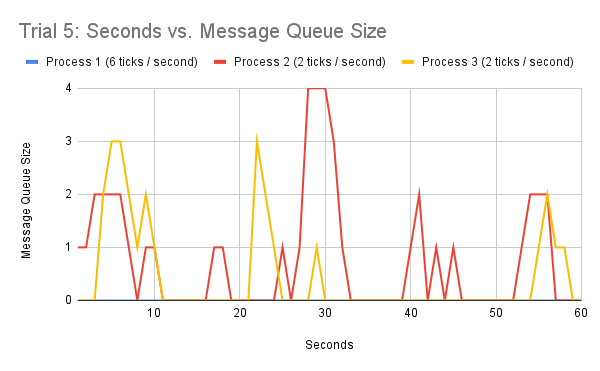 Trial 5: Seconds vs. Message Queue Size
Process 1 (6 ticks / second) Process 2 (2 ticks / second) Process 3 (2 ticks / second)
4
3
2
1
0
Message Queue Size
10 20 30 40 50 60
Seconds